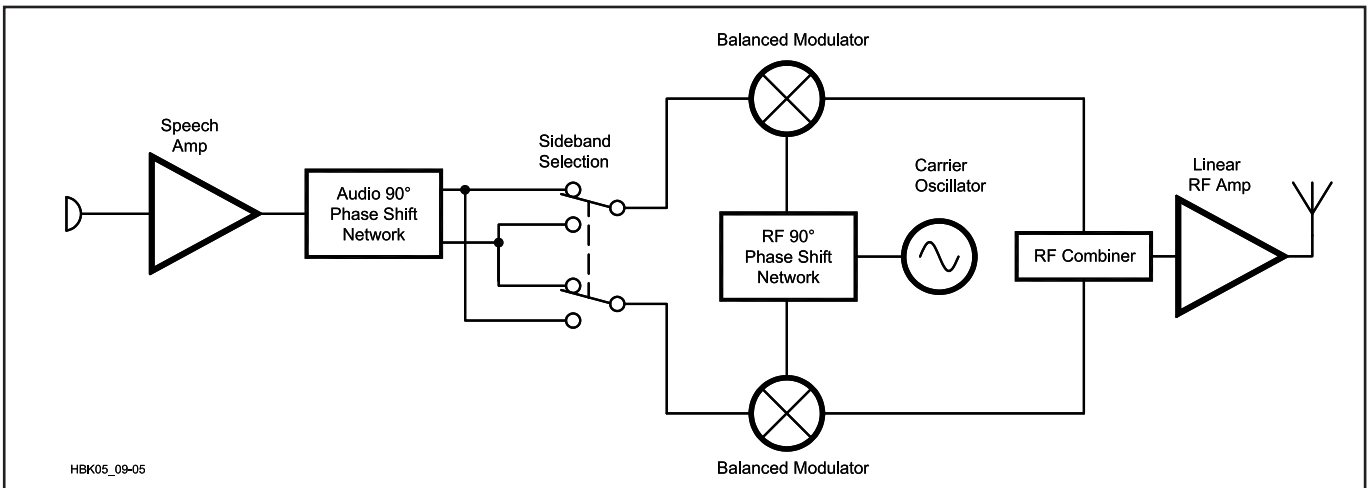 Balanced Modulator
Speech
Amp
Audio 90°
Phase Shift
Network
Sideband
Selection
Carrier
Oscillator
RF 90°
Phase Shift
Network
RF Combiner
Linear
RF Amp
Balanced Modulator
HBK05_09-05